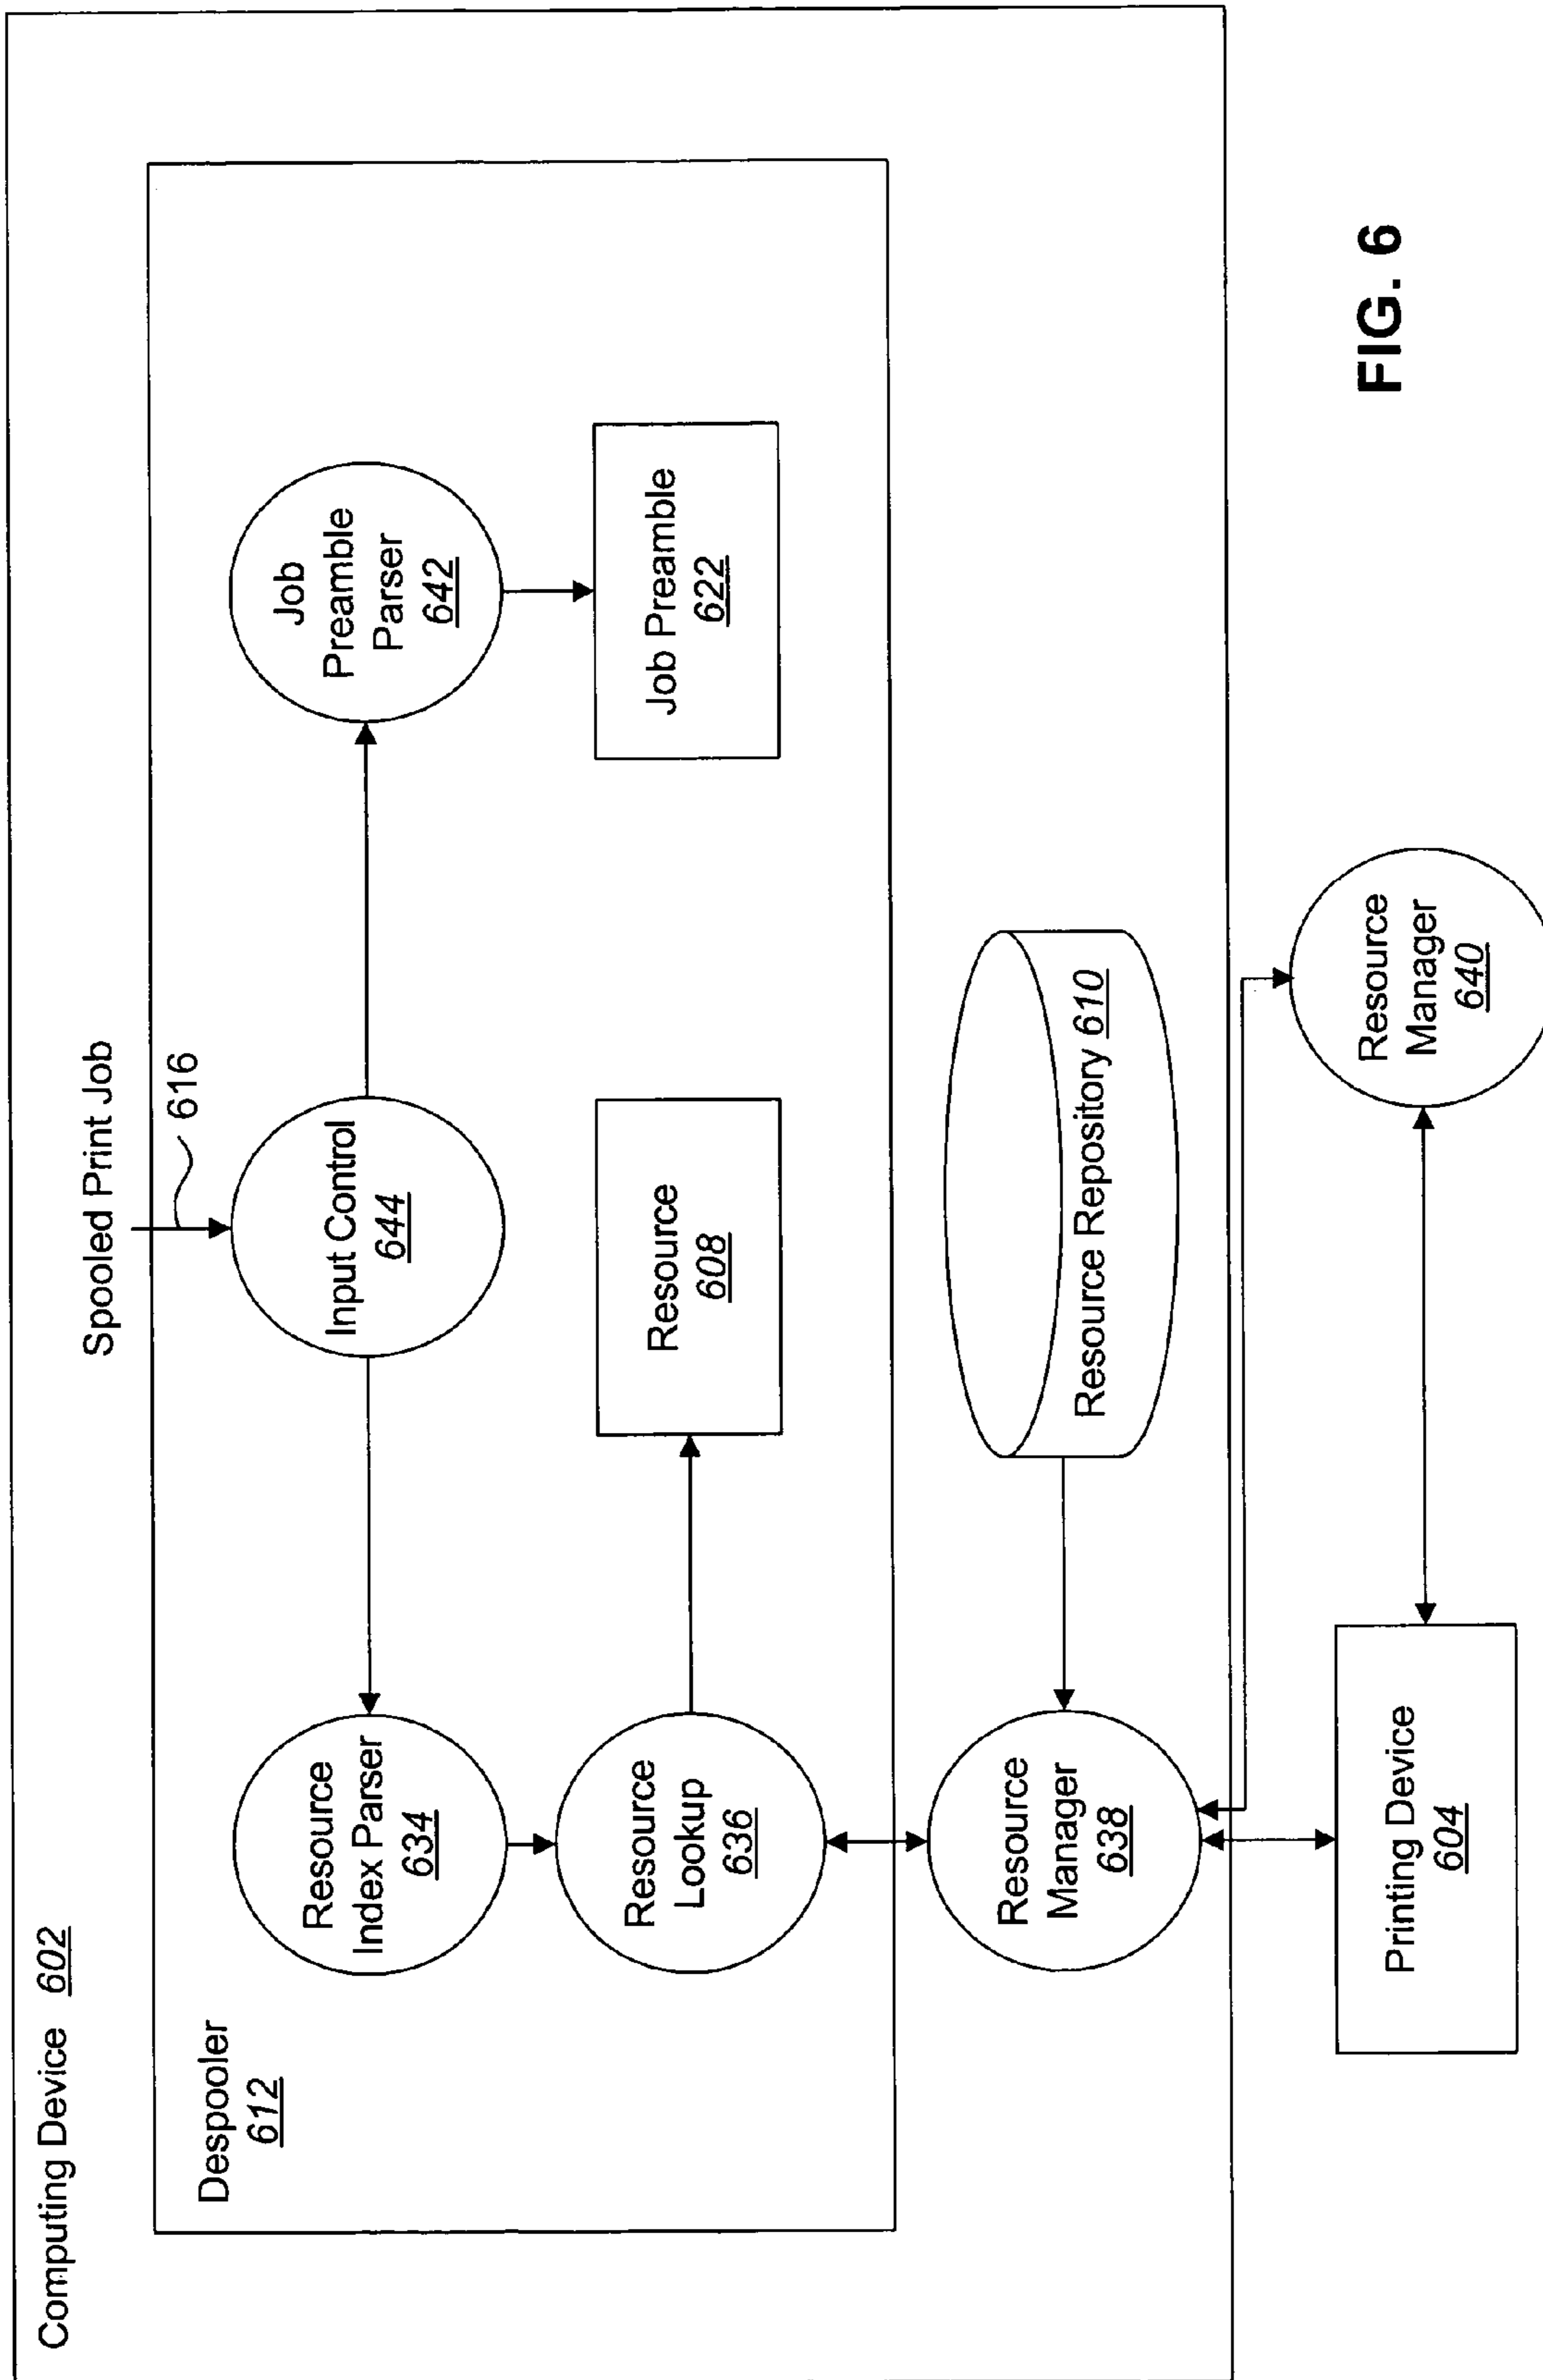 Computing Device 602
Spooled Print Job
616
Despooler
612
Resource
Index Parser
634
Input Control
644
Job
Preamble
Parser
642
Resource
Lookup
636
Resource
608
Job Preamble
622
Resource
Manager
638
Resource Repository 610
Printing Device
604
Resource
Manager
640
FIG. 6